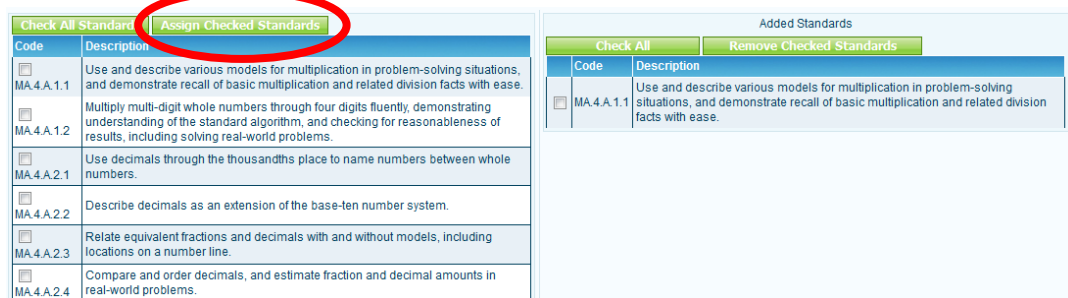 Check All Standards Assign Checked Standards
Code Description
MA.4.A.1.1
Use and describe various models for multiplication in problem-solving situations,
and demonstrate recall of basic multiplication and related division facts with ease.
MA.4.A.1.2
Multiply multi-digit whole numbers through four digits fluently, demonstrating
understanding of the standard algorithm, and checking for reasonableness of
results, including solving real-world problems.
MA.4.A.2.1
Use decimals through the thousandths place to name numbers between whole
numbers.
MA.4.A.2.2
Describe decimals as an extension of the base-ten number system.
MA.4.A.2.3
Relate equivalent fractions and decimals with and without models, including
locations on a number line.
MA.4.A.2.4
Compare and order decimals, and estimate fraction and decimal amounts in
real-world problems.
Added Standards
Check All Remove Checked Standards
Code Description
MA.4.A.1.1
Use and describe various models for multiplication in problem-solving
situations, and demonstrate recall of basic multiplication and related division
facts with ease.